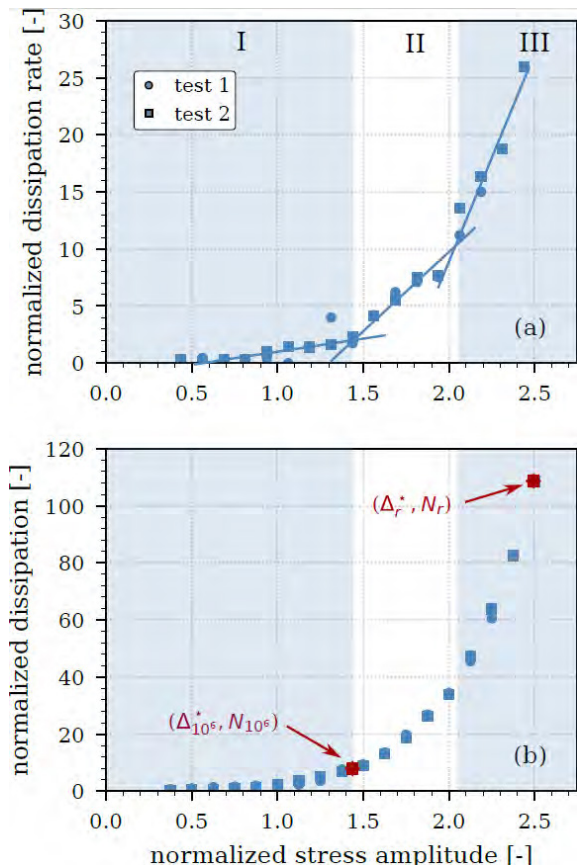 normalized dissipation rate [-]
30
25
20
15
10
5
0
I
II
III
test 1
test 2
(a)
0.0 0.5 1.0 1.5 2.0 2.5
normalized dissipation [-]
120
100
80
60
40
20
0
(Δ*r, Nr)
(Δ*10⁶, N10⁶)
(b)
0.0 0.5 1.0 1.5 2.0 2.5
normalized stress amplitude [-]